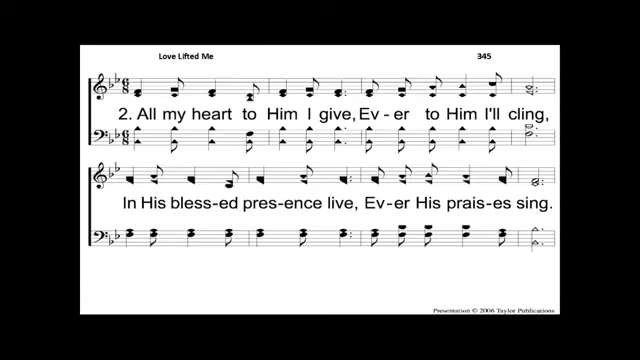 Love Lifted Me 345
2. All my heart to Him I give, Ev - er to Him I'll cling,
In His bless-ed pres-ence live, Ev-er His prais-es sing.
Presentation © 2006 Taylor Publications